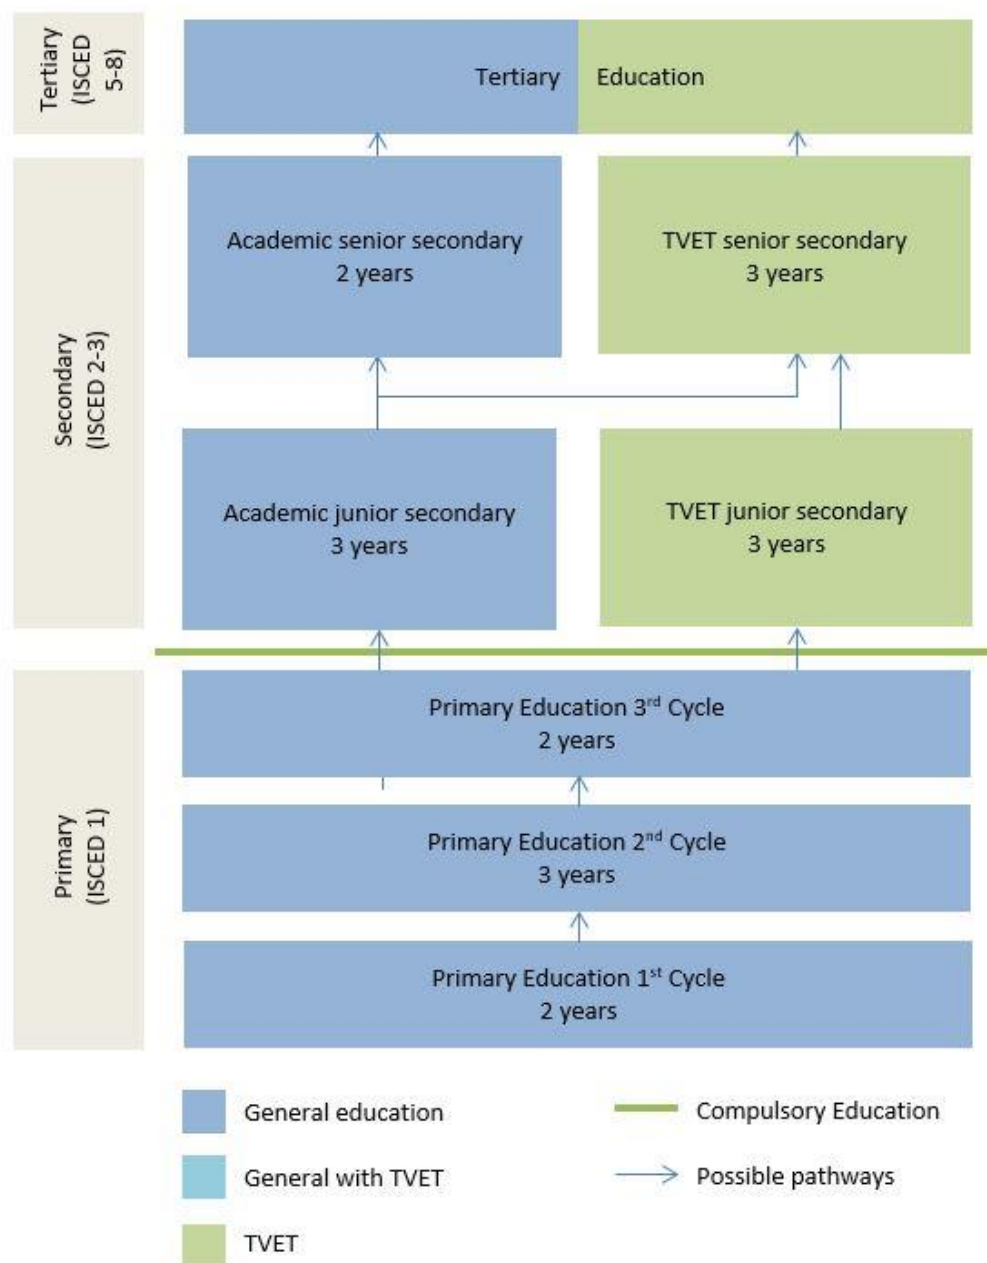 Tertiary
(ISCED
5-8)
Tertiary Education
Secondary
(ISCED 2-3)
Academic senior secondary
2 years
TVET senior secondary
3 years
Academic junior secondary
3 years
TVET junior secondary
3 years
Primary
(ISCED 1)
Primary Education 3rd Cycle
2 years
Primary Education 2nd Cycle
3 years
Primary Education 1st Cycle
2 years
General education
Compulsory Education
General with TVET
Possible pathways
TVET